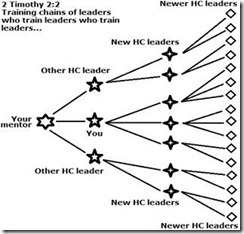 2 Timothy 2:2
Training chains of leaders
who train leaders who train
leaders...
Newer HC leaders
New HC leaders
Other HC leader
Your
mentor
You
Other HC leader
New HC leaders
Newer HC leaders